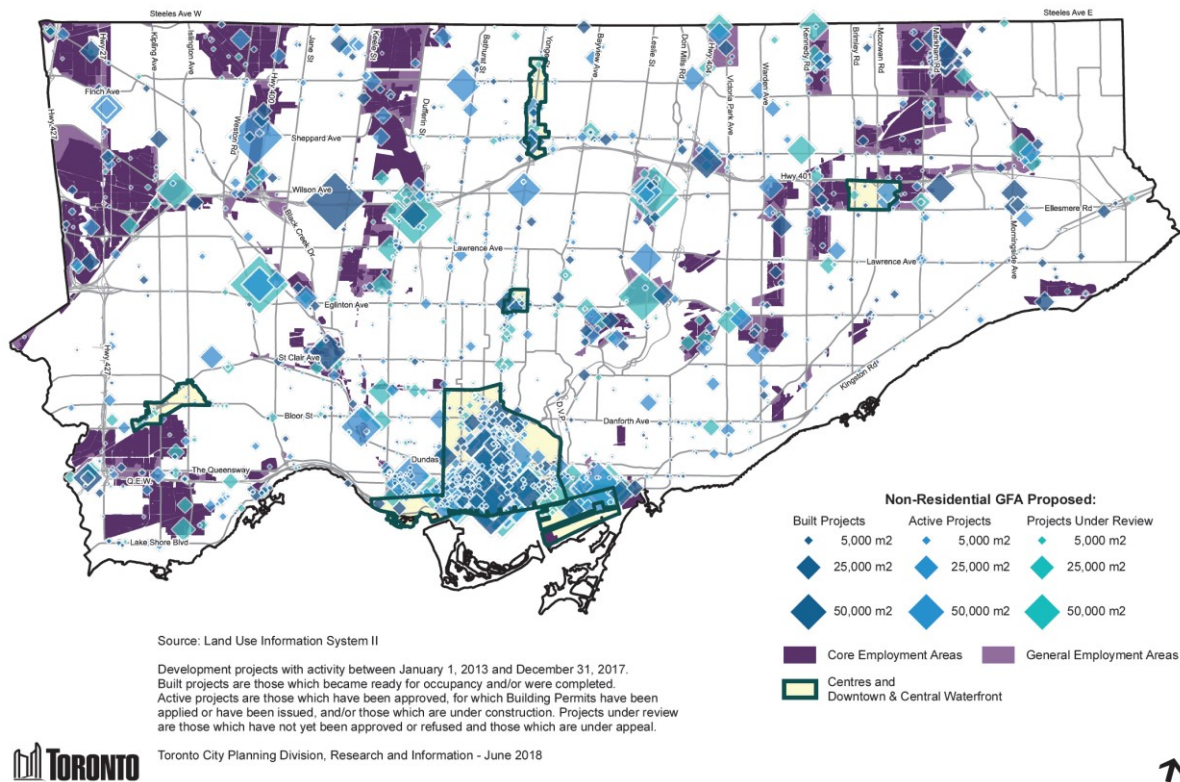 Steeles Ave W
Steeles Ave E
Hwy 27
Kipling Ave
Islington Ave
Jane St
Keele St
Bathurst St
Yonge St
Bayview Ave
Leslie St
Don Mills Rd
Hwy 404
Victoria Park Ave
Warden Ave
Kennedy Rd
Brimley Rd
Mccowan Rd
Markham Rd
Hwy 400
Weston Rd
Dufferin St
Finch Ave
Hwy 427
Sheppard Ave
Hwy 401
Wilson Ave
Ellesmere Rd
Black Creek Dr
Morningside Ave
Lawrence Ave
Lawrence Ave
Eglinton Ave
Hwy 427
St Clair Ave
Kingston Rd
D.V.P.
Bloor St
Danforth Ave
Dundas
The Queensway
Q.E.W.
Lake Shore Blvd
Non-Residential GFA Proposed:
Built Projects Active Projects Projects Under Review
5,000 m2 5,000 m2 5,000 m2
25,000 m2 25,000 m2 25,000 m2
50,000 m2 50,000 m2 50,000 m2
Core Employment Areas General Employment Areas
Centres and
Downtown & Central Waterfront
Source: Land Use Information System II
Development projects with activity between January 1, 2013 and December 31, 2017.
Built projects are those which became ready for occupancy and/or were completed.
Active projects are those which have been approved, for which Building Permits have been
applied or have been issued, and/or those which are under construction. Projects under review
are those which have not yet been approved or refused and those which are under appeal.
TORONTO
Toronto City Planning Division, Research and Information - June 2018